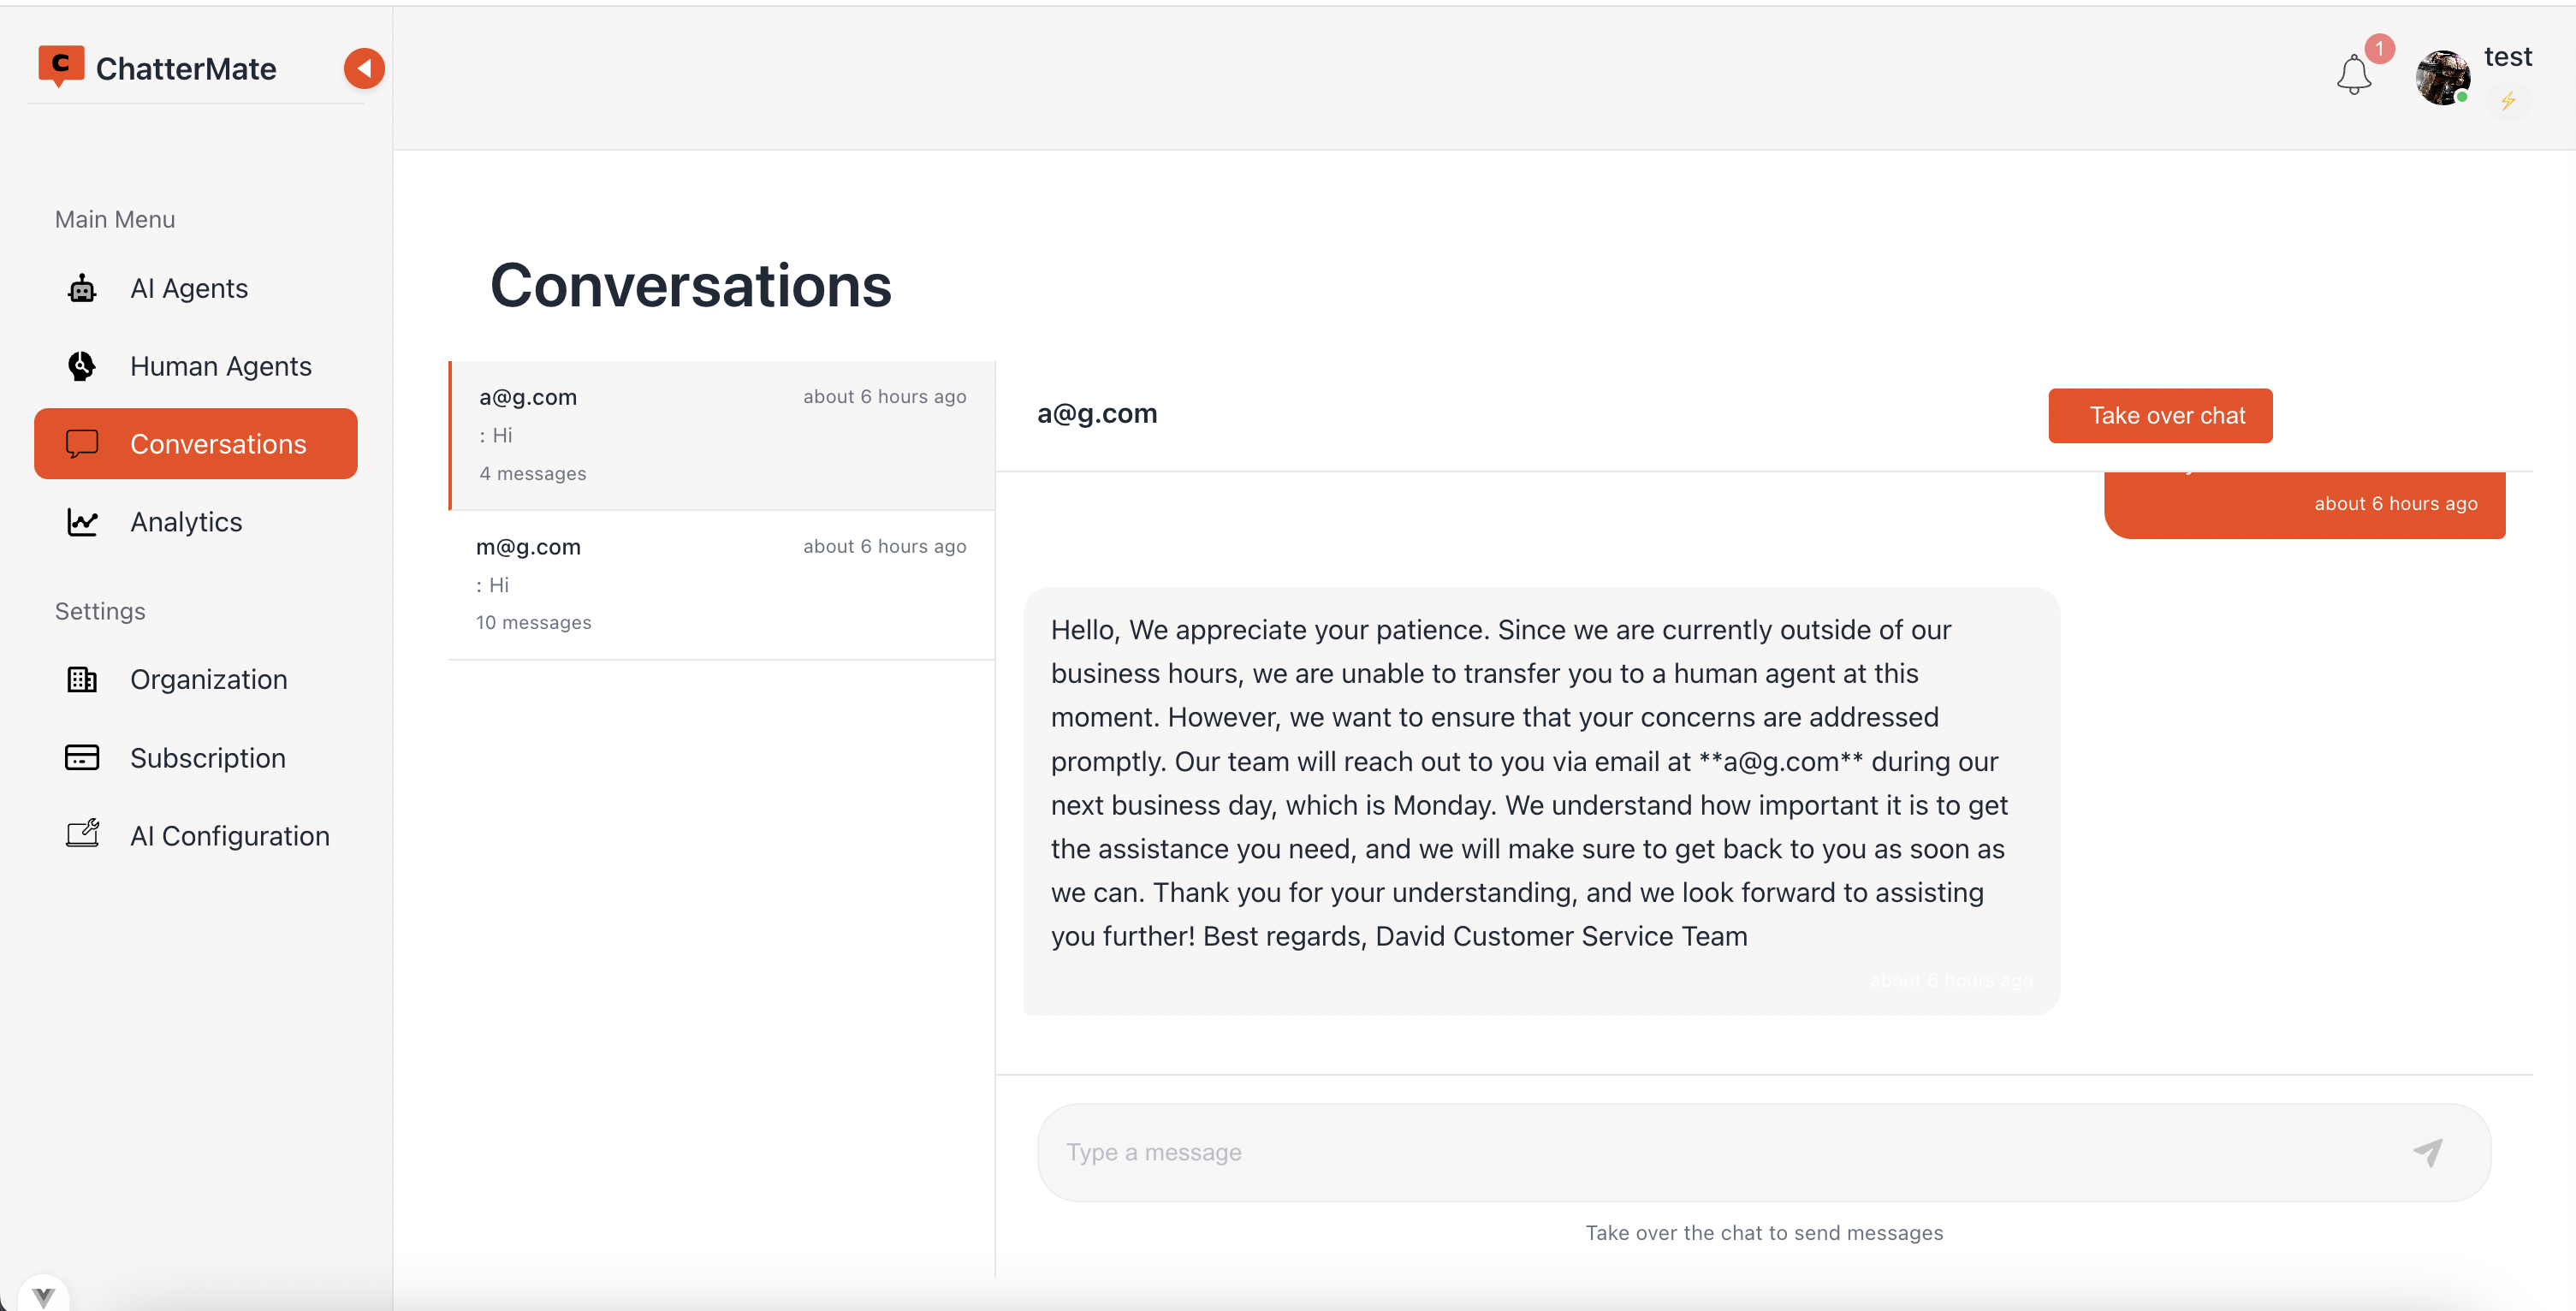 C ChatterMate
1
test
Main Menu
AI Agents
Human Agents
Conversations
Analytics
Settings
Organization
Subscription
AI Configuration
Conversations
a@g.com about 6 hours ago
: Hi
4 messages
m@g.com about 6 hours ago
: Hi
10 messages
a@g.com
Take over chat
about 6 hours ago
Hello, We appreciate your patience. Since we are currently outside of our
business hours, we are unable to transfer you to a human agent at this
moment. However, we want to ensure that your concerns are addressed
promptly. Our team will reach out to you via email at **a@g.com** during our
next business day, which is Monday. We understand how important it is to get
the assistance you need, and we will make sure to get back to you as soon as
we can. Thank you for your understanding, and we look forward to assisting
you further! Best regards, David Customer Service Team
about 6 hours ago
Type a message
Take over the chat to send messages